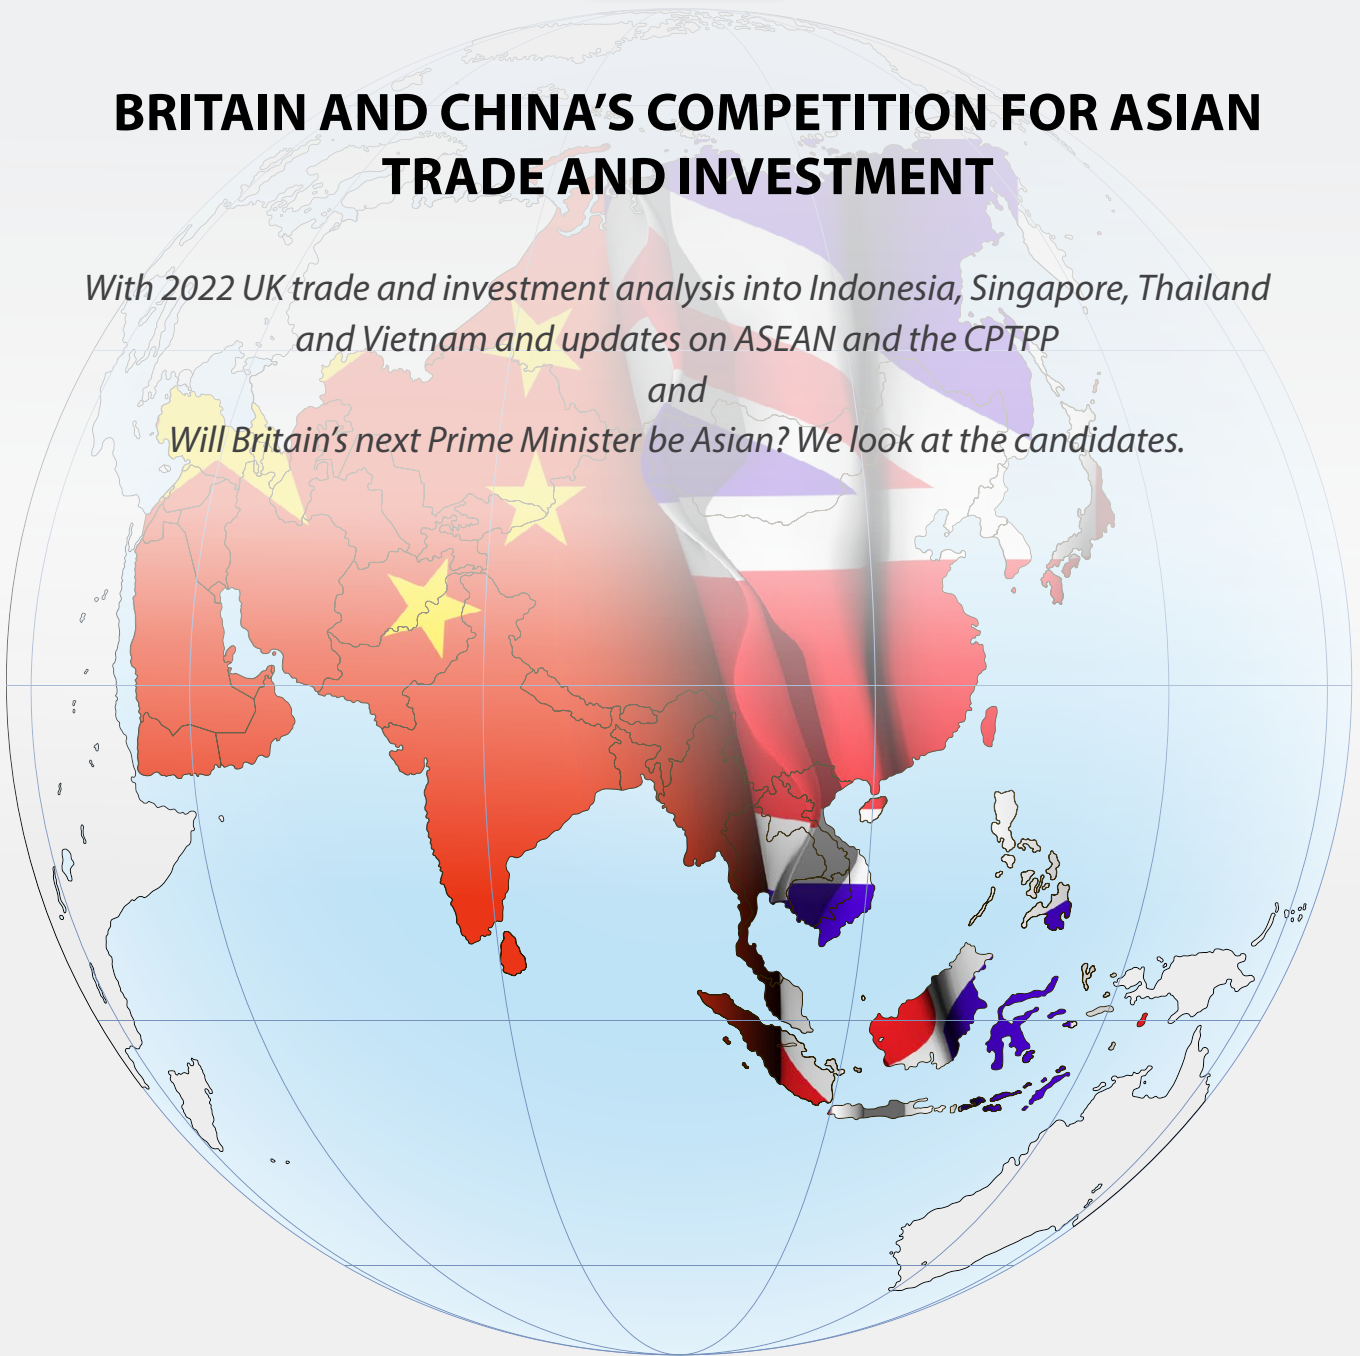 BRITAIN AND CHINA’S COMPETITION FOR ASIAN
TRADE AND INVESTMENT
With 2022 UK trade and investment analysis into Indonesia, Singapore, Thailand
and Vietnam and updates on ASEAN and the CPTPP
and
Will Britain’s next Prime Minister be Asian? We look at the candidates.